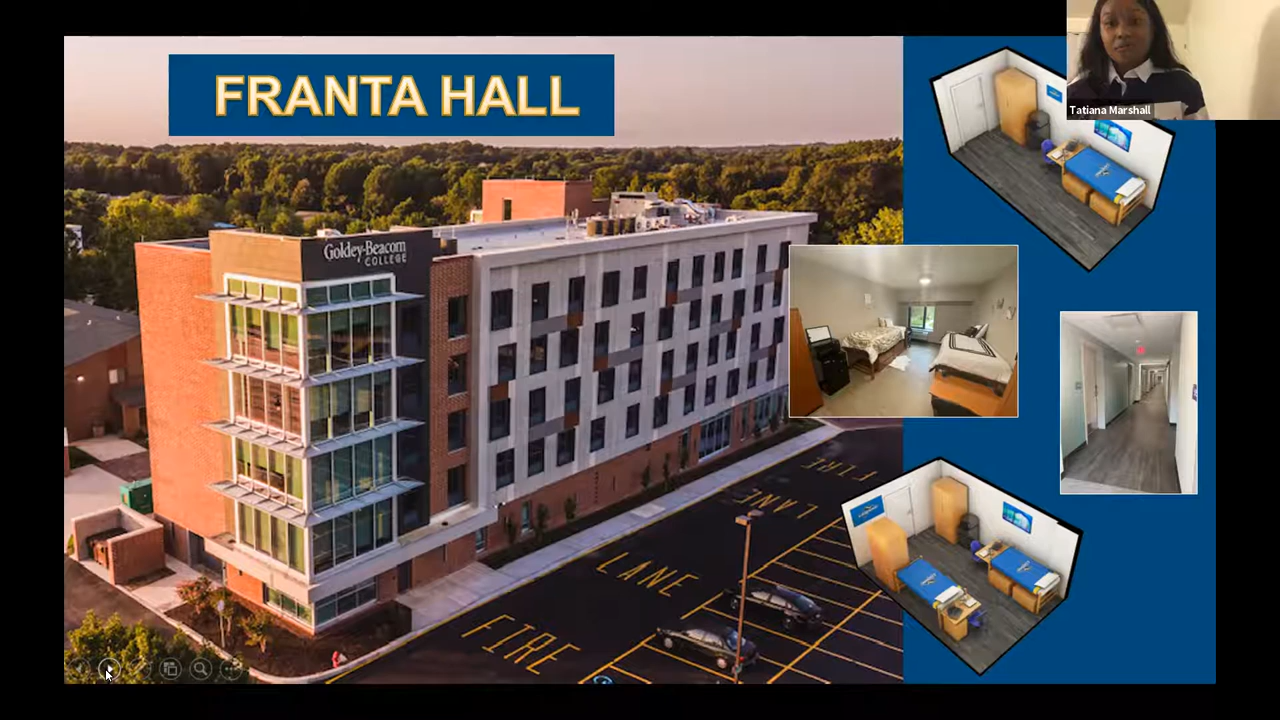 FRANTA HALL
Tatiana Marshall
Goldey-Beacom
COLLEGE
FIRE
LANE
LANE
FIRE